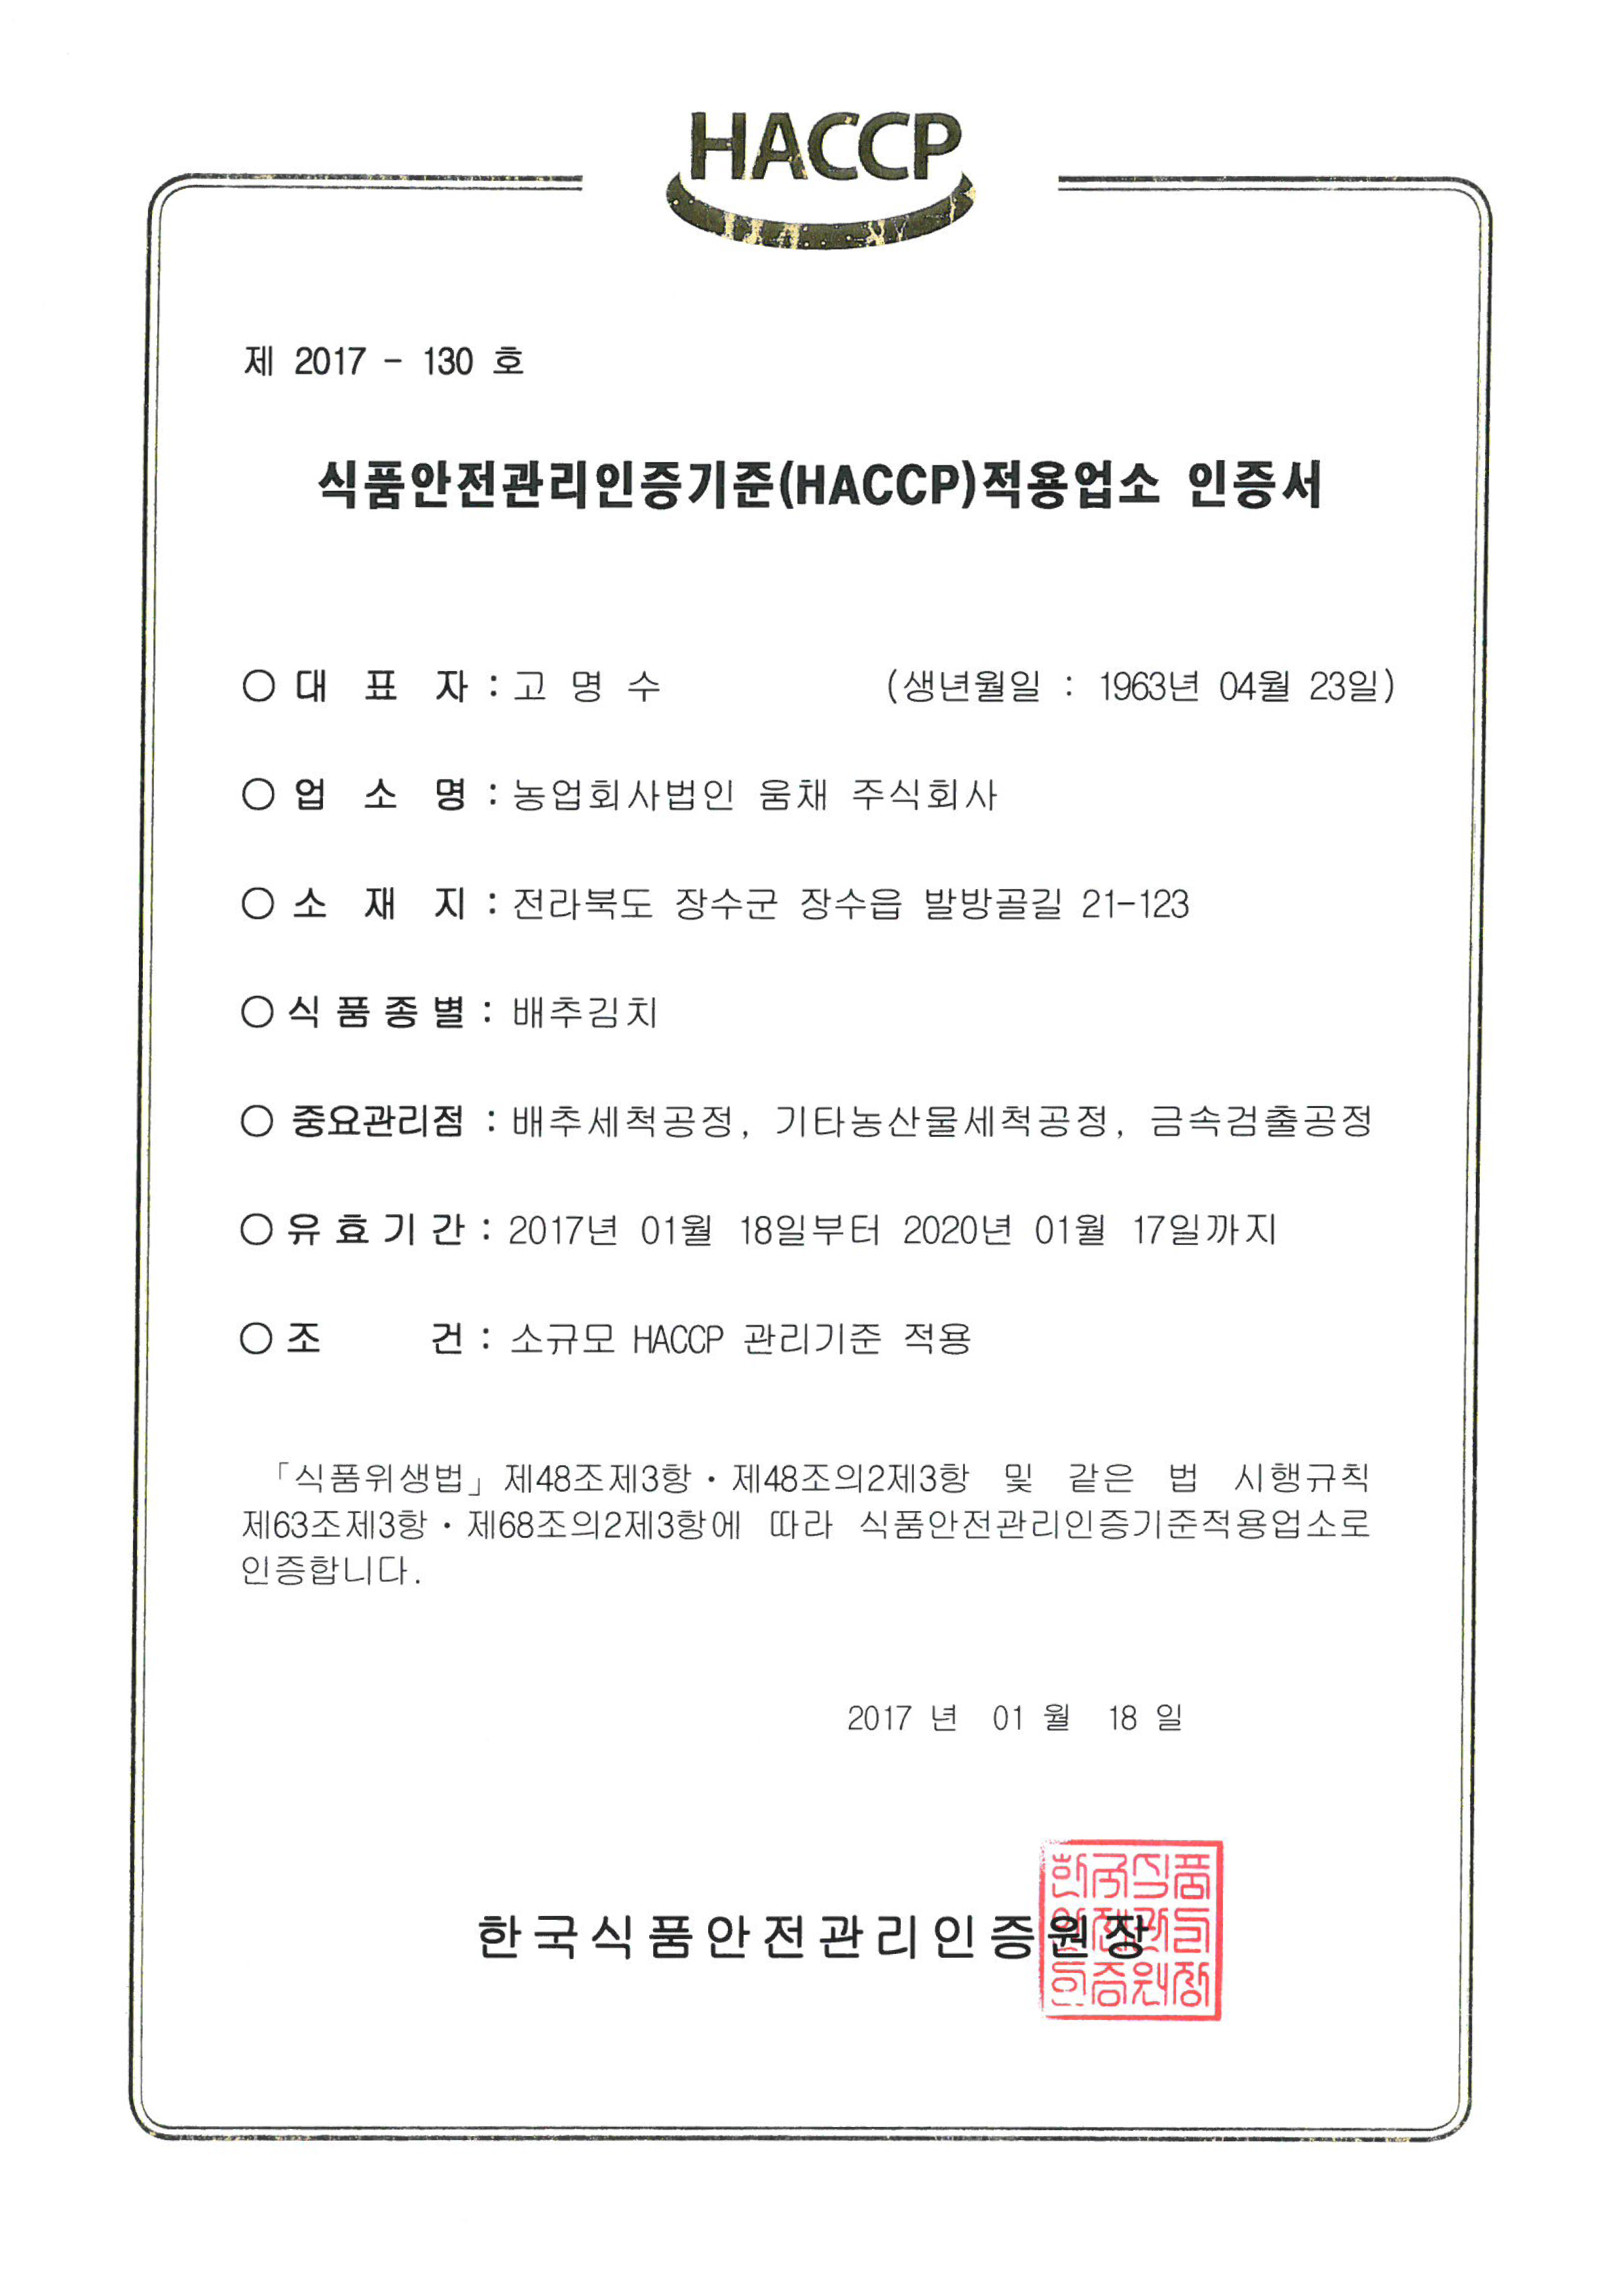 HACCP
제 2017 - 130 호
식품안전관리인증기준(HACCP)적용업소 인증서
○ 대 표 자 : 고 명 수 (생년월일 : 1963년 04월 23일)
○ 업 소 명 : 농업회사법인 움채 주식회사
○ 소 재 지 : 전라북도 장수군 장수읍 발방골길 21-123
○ 식 품 종 별 : 배추김치
○ 중요관리점 : 배추세척공정, 기타농산물세척공정, 금속검출공정
○ 유 효 기 간 : 2017년 01월 18일부터 2020년 01월 17일까지
○ 조 건 : 소규모 HACCP 관리기준 적용
「식품위생법」제48조제3항·제48조의2제3항 및 같은 법 시행규칙
제63조제3항·제68조의2제3항에 따라 식품안전관리인증기준적용업소로
인증합니다.
2017 년 01 월 18 일
한국식품안전관리인증원장
한국식품
안전관리
인증원장